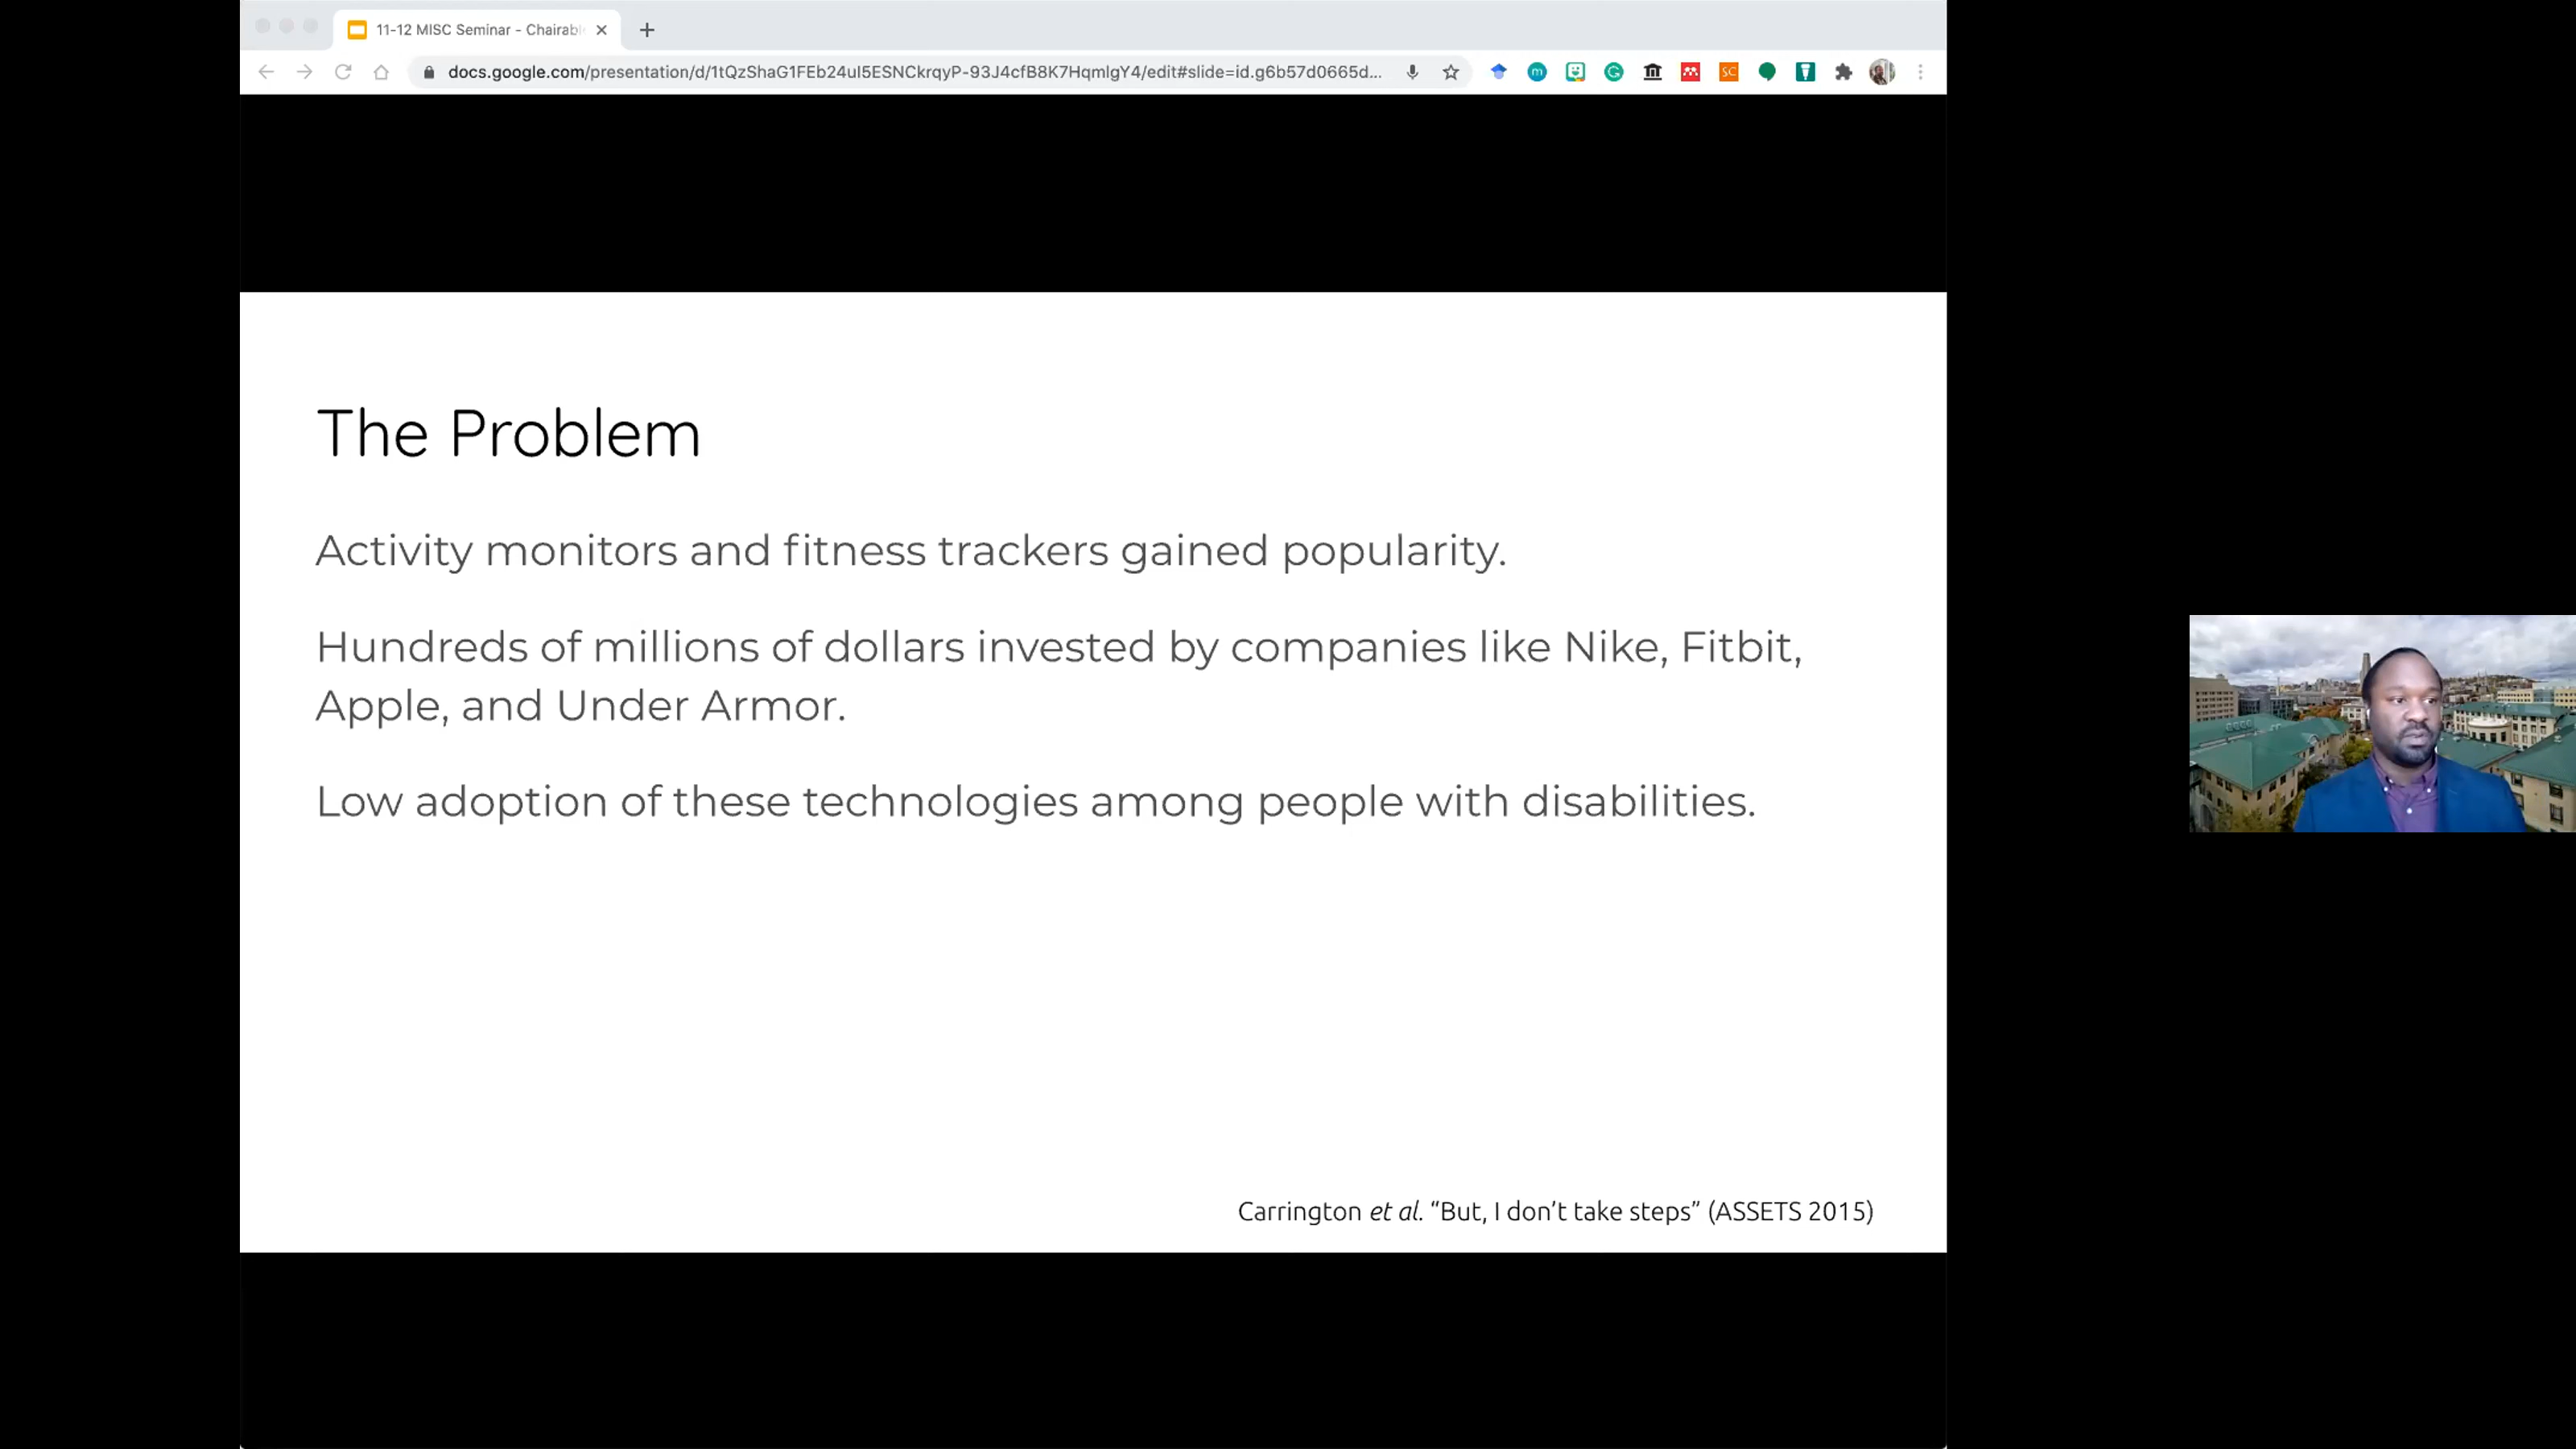 11-12 MISC Seminar - Chairabl
docs.google.com/presentation/d/1tQzShaG1FEb24uI5ESNCkrqyP-93J4cfB8K7HqmIgY4/edit#slide=id.g6b57d0665d...
The Problem
Activity monitors and fitness trackers gained popularity.
Hundreds of millions of dollars invested by companies like Nike, Fitbit,
Apple, and Under Armor.
Low adoption of these technologies among people with disabilities.
Carrington et al. “But, I don’t take steps” (ASSETS 2015)